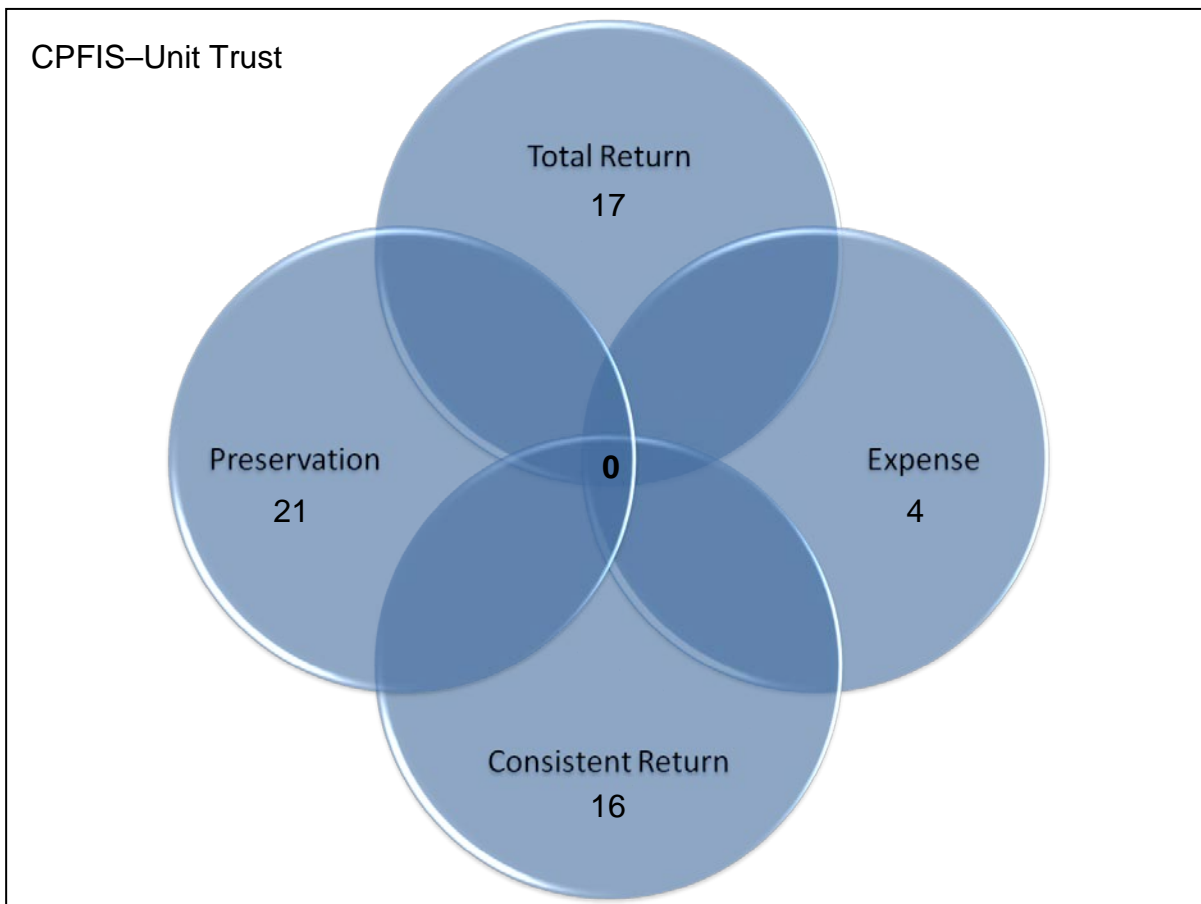 CPFIS–Unit Trust
Total Return
17
Preservation
21
0
Expense
4
Consistent Return
16